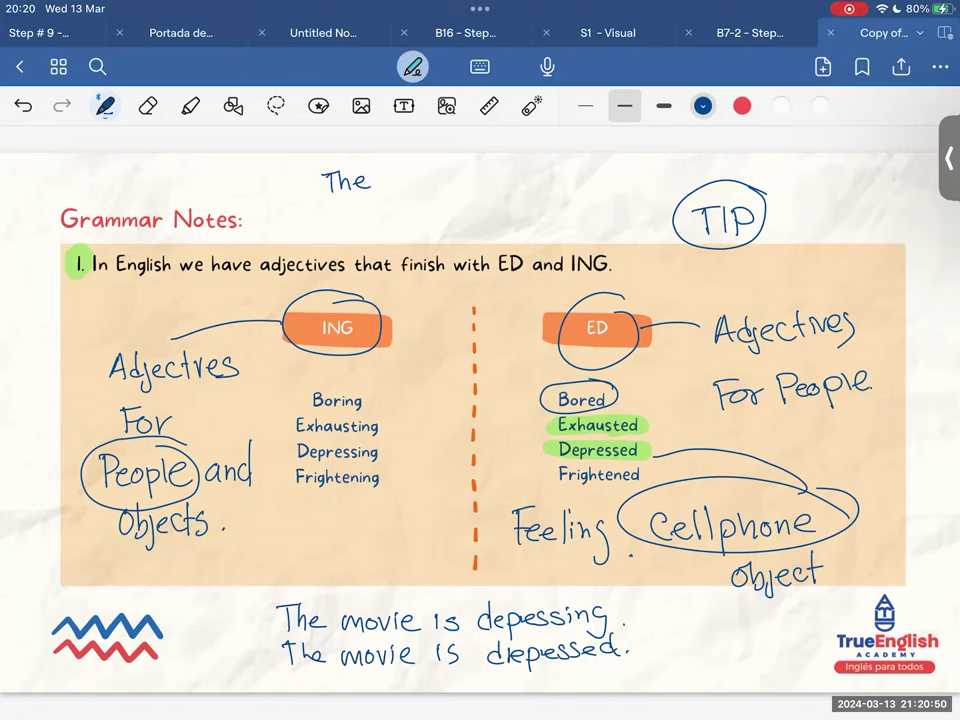 20:20 Wed 13 Mar
80%
Step # 9 –...
Portada de...
Untitled No...
B16 - Step...
S1 - Visual
B7-2 - Step...
Copy of...
The
Grammar Notes:
TIP
1. In English we have adjectives that finish with ED and ING.
ING
ED
Adjectves
For
People and
objects.
Boring
Exhausting
Depressing
Frightening
Bored
Exhausted
Depressed
Frightened
Adjectives
For People.
Feeling.
Cellphone
object
The movie is depessing.
The movie is depressed.
TrueEnglish
ACADEMY
Inglés para todos
2024-03-13 21:20:50